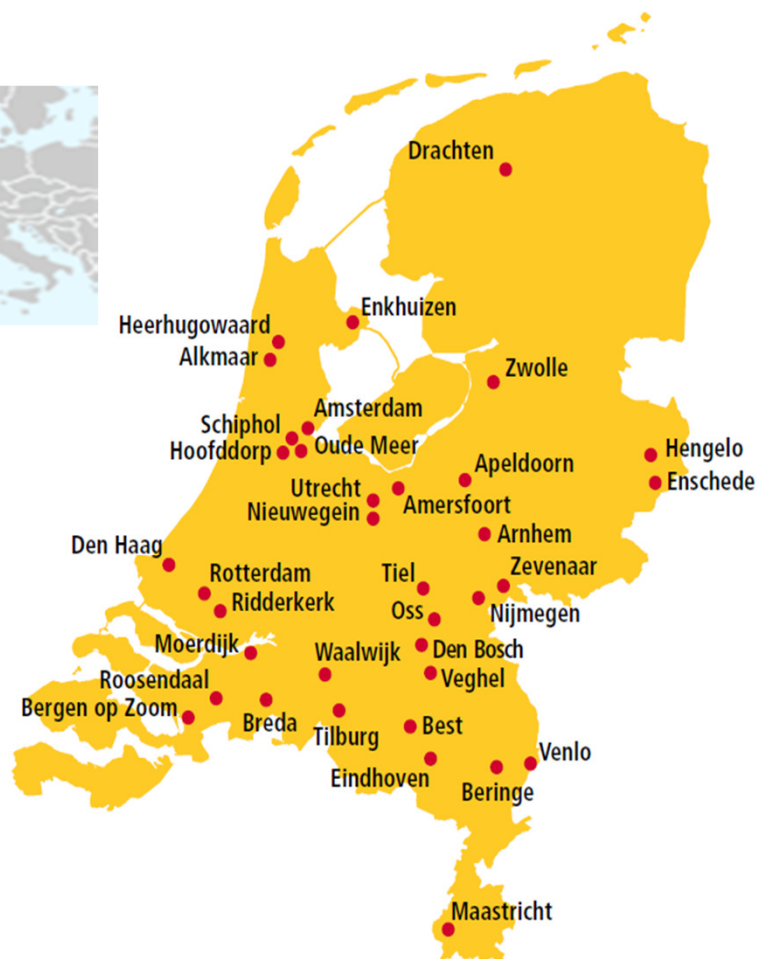 Drachten
Enkhuizen
Heerhugowaard
Alkmaar
Zwolle
Amsterdam
Schiphol
Oude Meer
Hoofddorp
Hengelo
Apeldoorn
Enschede
Utrecht
Amersfoort
Nieuwegein
Arnhem
Den Haag
Zevenaar
Rotterdam
Tiel
Ridderkerk
Oss
Nijmegen
Moerdijk
Waalwijk
Den Bosch
Roosendaal
Veghel
Bergen op Zoom
Breda
Tilburg
Best
Venlo
Eindhoven
Beringe
Maastricht